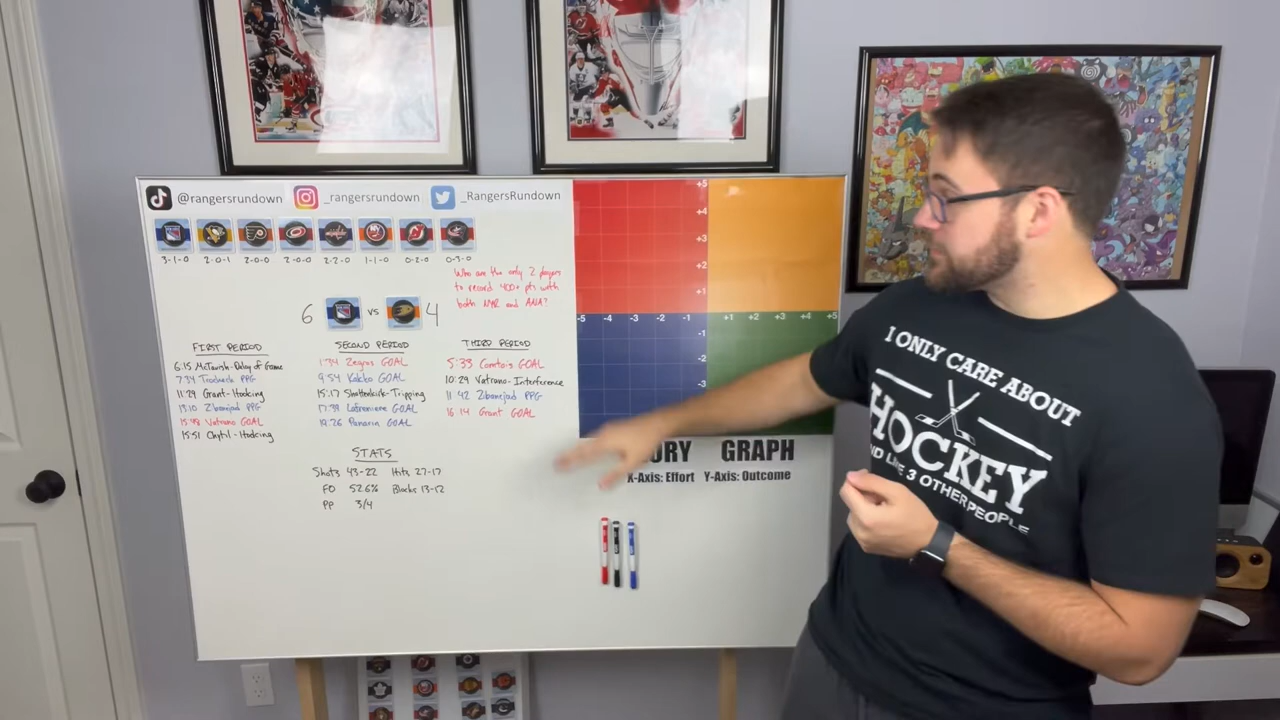 @rangersrundown _rangersrundown _RangersRundown
3-1-0 2-0-1 2-0-0 2-0-0 2-2-0 1-1-0 0-2-0 0-3-0
Who are the only 2 players
to record 400+ pts with
both NYR and ANA?
6 vs 4
FIRST PERIOD
6:15 McTavish-Delay of Game
7:34 Trocheck PPG
11:29 Grant-Hooking
13:10 Zibanejad PPG
15:48 Vatrano GOAL
15:51 Chytil-Hooking
SECOND PERIOD
1:34 Zegras GOAL
9:54 Kakko GOAL
15:17 Shattenkirk-Tripping
17:38 Lafreniere GOAL
19:26 Panarin GOAL
THIRD PERIOD
5:33 Comtois GOAL
10:29 Vatrano-Interference
11:42 Zibanejad PPG
16:14 Grant GOAL
STATS
Shots 43-22 Hits 27-17
FO 52.6% Blocks 13-12
PP 3/4
+5
+4
+3
+2
+1
-5 -4 -3 -2 -1 +1 +2 +3 +4 +5
-1
-2
-3
ORY GRAPH
X-Axis: Effort Y-Axis: Outcome
I ONLY CARE ABOUT
HOCKEY
3 OTHER PEOPLE